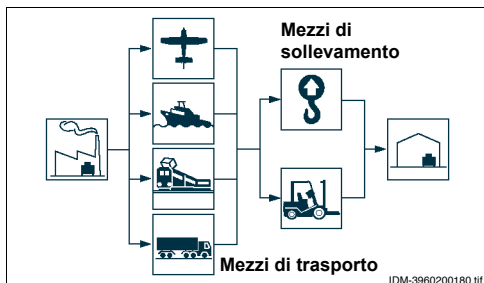 Mezzi di
sollevamento
Mezzi di trasporto
IDM-3960200180.tif